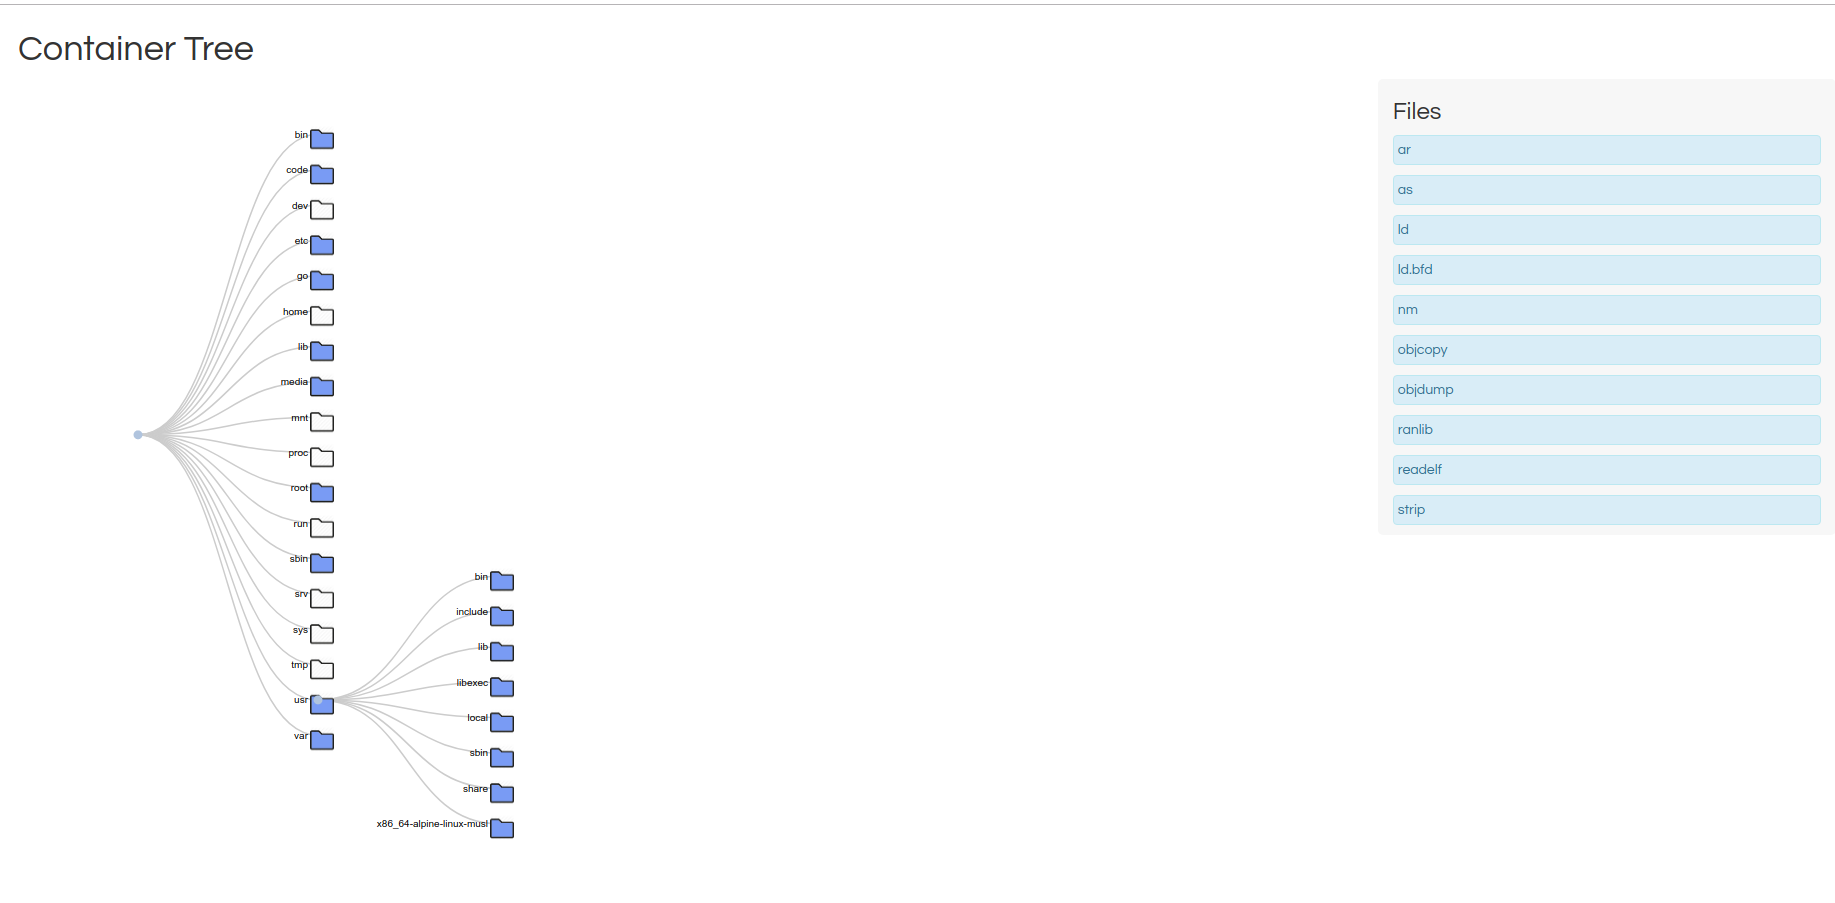 Container Tree
bin
code
dev
etc
go
home
lib
media
mnt
proc
root
run
sbin
srv
sys
tmp
usr
var
bin
include
lib
libexec
local
sbin
share
x86_64-alpine-linux-musl
Files
ar
as
ld
ld.bfd
nm
objcopy
objdump
ranlib
readelf
strip